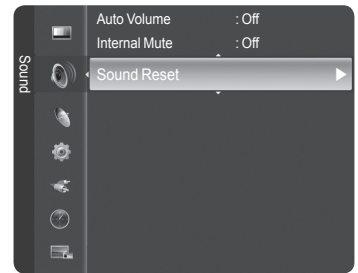 Sound
Auto Volume : Off
Internal Mute : Off
Sound Reset